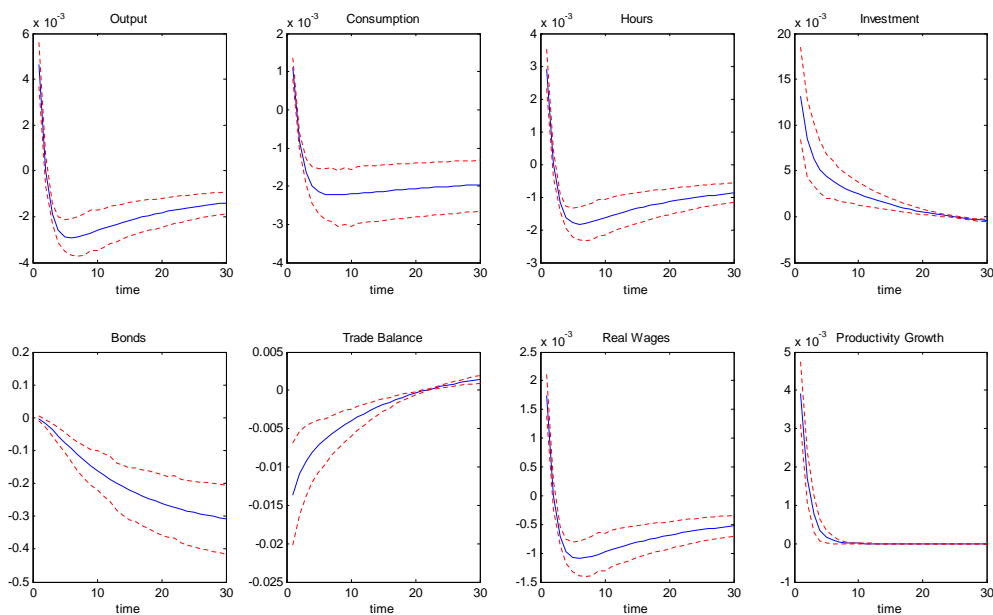 Output
x 10^-3
6
4
2
0
-2
-4
0 10 20 30
time
Consumption
x 10^-3
2
1
0
-1
-2
-3
-4
0 10 20 30
time
Hours
x 10^-3
4
3
2
1
0
-1
-2
-3
0 10 20 30
time
Investment
x 10^-3
20
15
10
5
0
-5
0 10 20 30
time
Bonds
0.2
0.1
0
-0.1
-0.2
-0.3
-0.4
-0.5
0 10 20 30
time
Trade Balance
0.005
0
-0.005
-0.01
-0.015
-0.02
-0.025
0 10 20 30
time
Real Wages
x 10^-3
2.5
2
1.5
1
0.5
0
-0.5
-1
-1.5
0 10 20 30
time
Productivity Growth
x 10^-3
5
4
3
2
1
0
-1
0 10 20 30
time